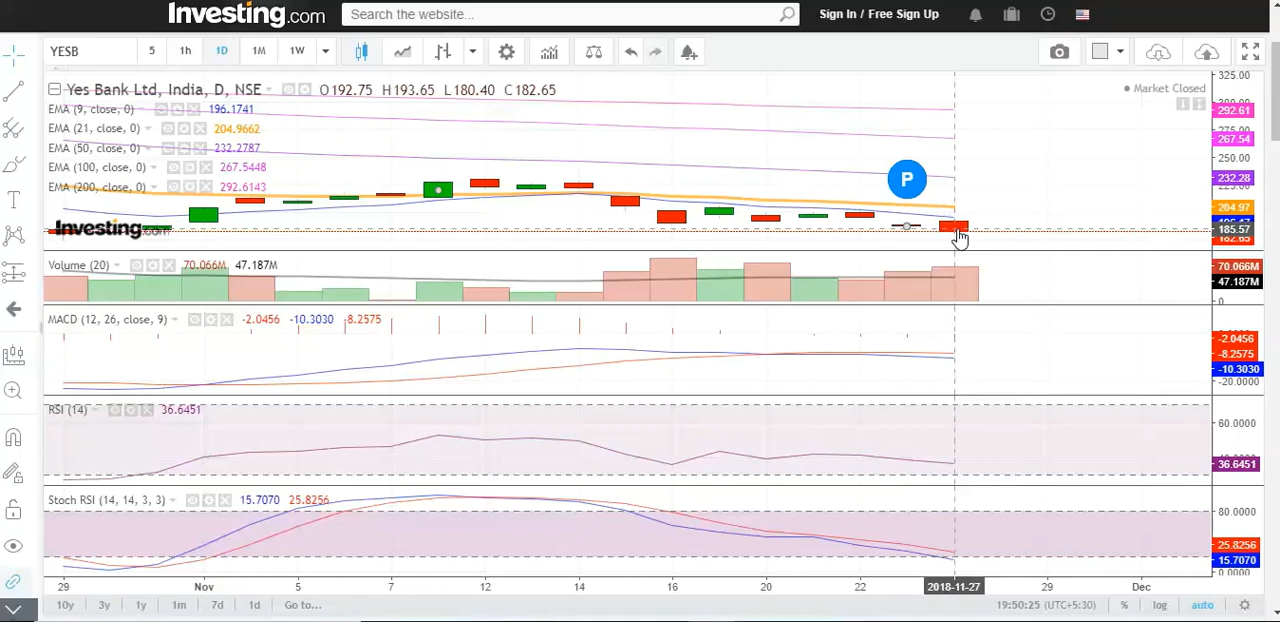 Investing.com Search the website... Sign In / Free Sign Up
YESB 5 1h 1D 1M 1W
Yes Bank Ltd, India, D, NSE O192.75 H193.65 L180.40 C182.65
Market Closed
EMA (9, close, 0) 196.1741
EMA (21, close, 0) 204.9662
EMA (50, close, 0) 232.2787
EMA (100, close, 0) 267.5448
EMA (200, close, 0) 292.6143
P
Investing.com
325.00
292.61
275.00
267.54
250.00
232.28
204.97
185.57
182.65
Volume (20) 70.066M 47.187M
70.066M
47.187M
0
MACD (12, 26, close, 9) -2.0456 -10.3030 -8.2575
-2.0456
-8.2575
-10.3030
-20.0000
RSI (14) 36.6451
60.0000
36.6451
Stoch RSI (14, 14, 3, 3) 15.7070 25.8256
80.0000
25.8256
15.7070
0.0000
29 Nov 5 7 12 14 16 20 22 2018-11-27 29 Dec
10y 3y 1y 1m 7d 1d Go to... 19:50:25 (UTC+5:30) % log auto